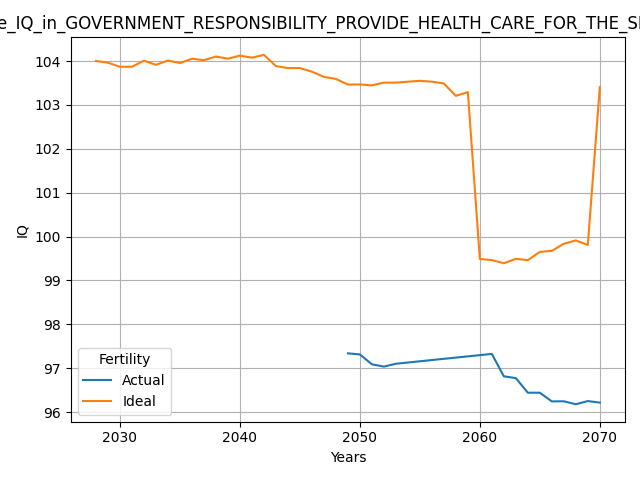 e_IQ_in_GOVERNMENT_RESPONSIBILITY_PROVIDE_HEALTH_CARE_FOR_THE_SI
104
103
102
101
100
99
98
97
96
IQ
Fertility
Actual
Ideal
2030 2040 2050 2060 2070
Years